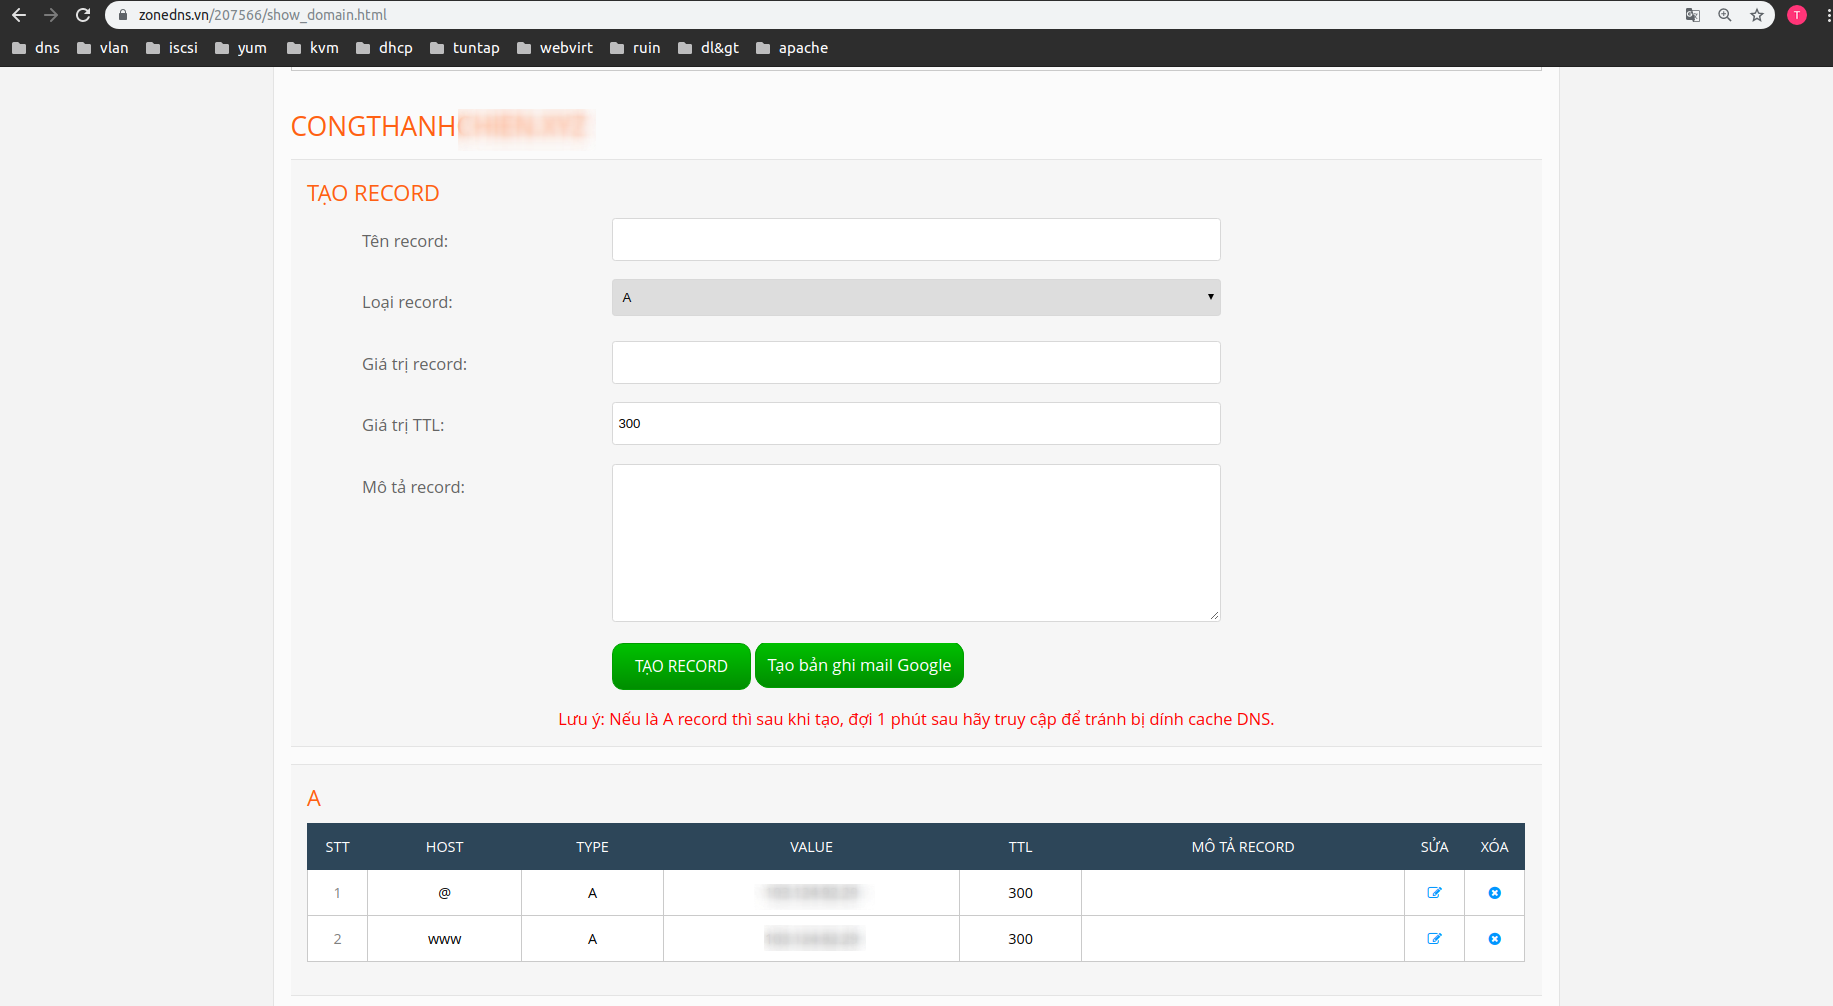 zonedns.vn/207566/show_domain.html
T
dns vlan iscsi yum kvm dhcp tuntap webvirt ruin dl&gt apache
CONGTHANH
TẠO RECORD
Tên record:
Loại record: A
Giá trị record:
Giá trị TTL: 300
Mô tả record:
TẠO RECORD Tạo bản ghi mail Google
Lưu ý: Nếu là A record thì sau khi tạo, đợi 1 phút sau hãy truy cập để tránh bị dính cache DNS.
A
STT HOST TYPE VALUE TTL MÔ TẢ RECORD SỬA XÓA
1 @ A 300
2 www A 300